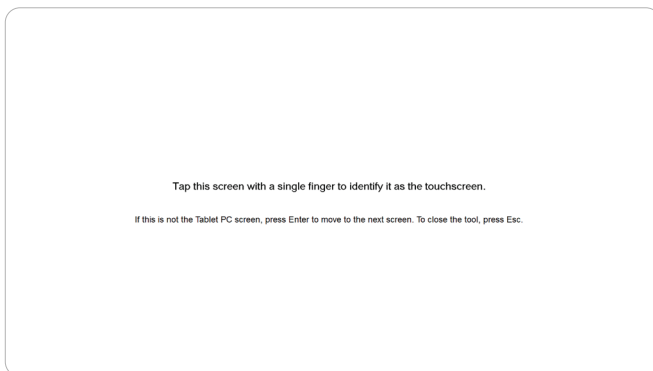 Tap this screen with a single finger to identify it as the touchscreen.
If this is not the Tablet PC screen, press Enter to move to the next screen. To close the tool, press Esc.